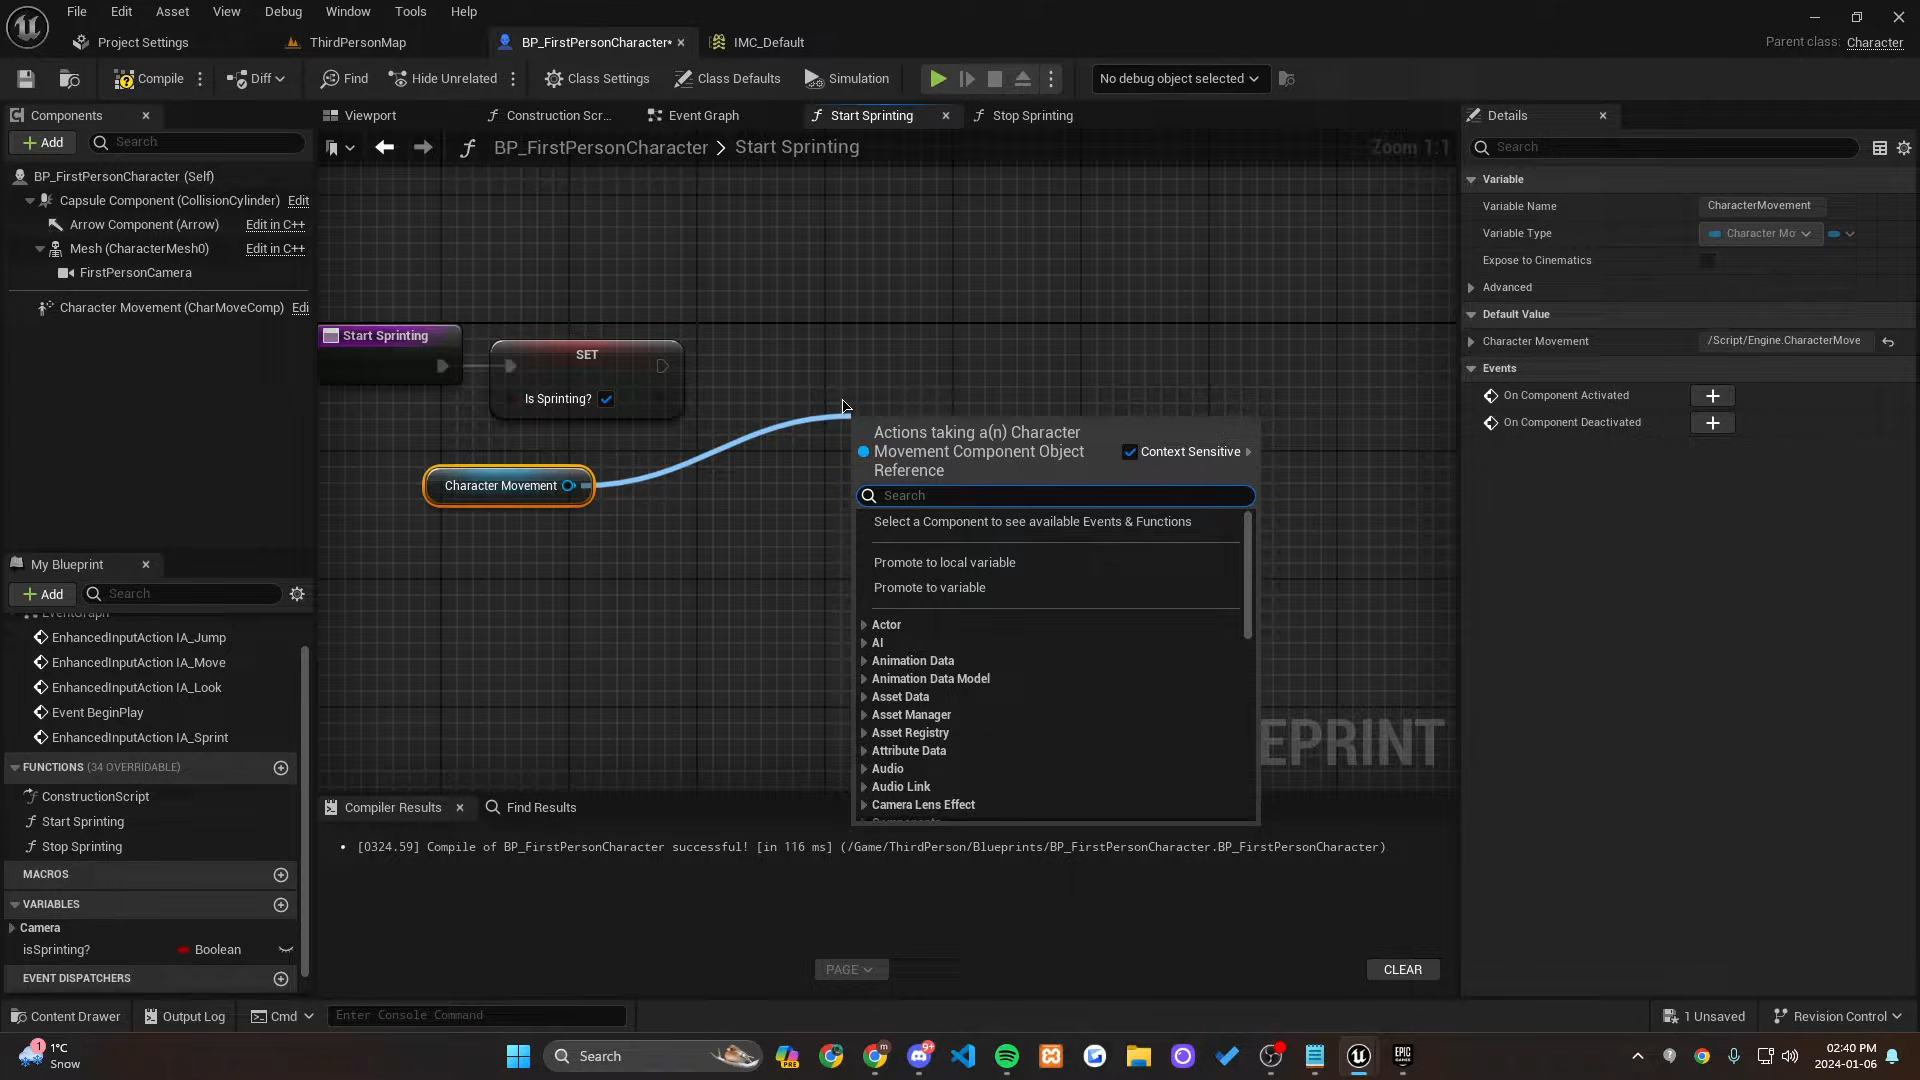 File Edit Asset View Debug Window Tools Help
Project Settings ThirdPersonMap BP_FirstPersonCharacter* IMC_Default Parent class: Character
Compile Diff Find Hide Unrelated Class Settings Class Defaults Simulation No debug object selected
Components
Add Search
BP_FirstPersonCharacter (Self)
Capsule Component (CollisionCylinder) Edit
Arrow Component (Arrow) Edit in C++
Mesh (CharacterMesh0) Edit in C++
FirstPersonCamera
Character Movement (CharMoveComp) Edi
My Blueprint
Add Search
EventGraph
EnhancedInputAction IA_Jump
EnhancedInputAction IA_Move
EnhancedInputAction IA_Look
Event BeginPlay
EnhancedInputAction IA_Sprint
FUNCTIONS (34 OVERRIDABLE)
ConstructionScript
Start Sprinting
Stop Sprinting
MACROS
VARIABLES
Camera
isSprinting? Boolean
EVENT DISPATCHERS
Viewport Construction Scr... Event Graph Start Sprinting Stop Sprinting
BP_FirstPersonCharacter > Start Sprinting Zoom 1:1
Start Sprinting
SET
Is Sprinting?
Character Movement
Actions taking a(n) Character
Movement Component Object
Reference
Context Sensitive
Search
Select a Component to see available Events & Functions
Promote to local variable
Promote to variable
Actor
AI
Animation Data
Animation Data Model
Asset Data
Asset Manager
Asset Registry
Attribute Data
Audio
Audio Link
Camera Lens Effect
EPRINT
Compiler Results Find Results
[0324.59] Compile of BP_FirstPersonCharacter successful! [in 116 ms] (/Game/ThirdPerson/Blueprints/BP_FirstPersonCharacter.BP_FirstPersonCharacter)
PAGE CLEAR
Details
Search
Variable
Variable Name CharacterMovement
Variable Type Character Mo
Expose to Cinematics
Advanced
Default Value
Character Movement /Script/Engine.CharacterMove
Events
On Component Activated
On Component Deactivated
Content Drawer Output Log Cmd Enter Console Command 1 Unsaved Revision Control
1 1°C
Snow
Search
PRE
m
9+
EPIC
GAMES
02:40 PM
2024-01-06